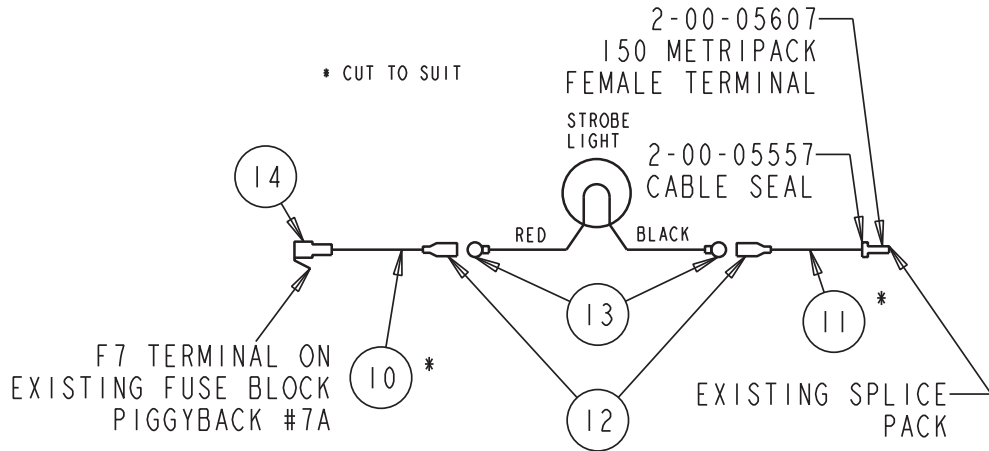 2-00-05607
150 METRIPACK
FEMALE TERMINAL
* CUT TO SUIT
STROBE
LIGHT
2-00-05557
CABLE SEAL
14
RED
BLACK
13
11 *
F7 TERMINAL ON
EXISTING FUSE BLOCK
PIGGYBACK #7A
10 *
12
EXISTING SPLICE
PACK